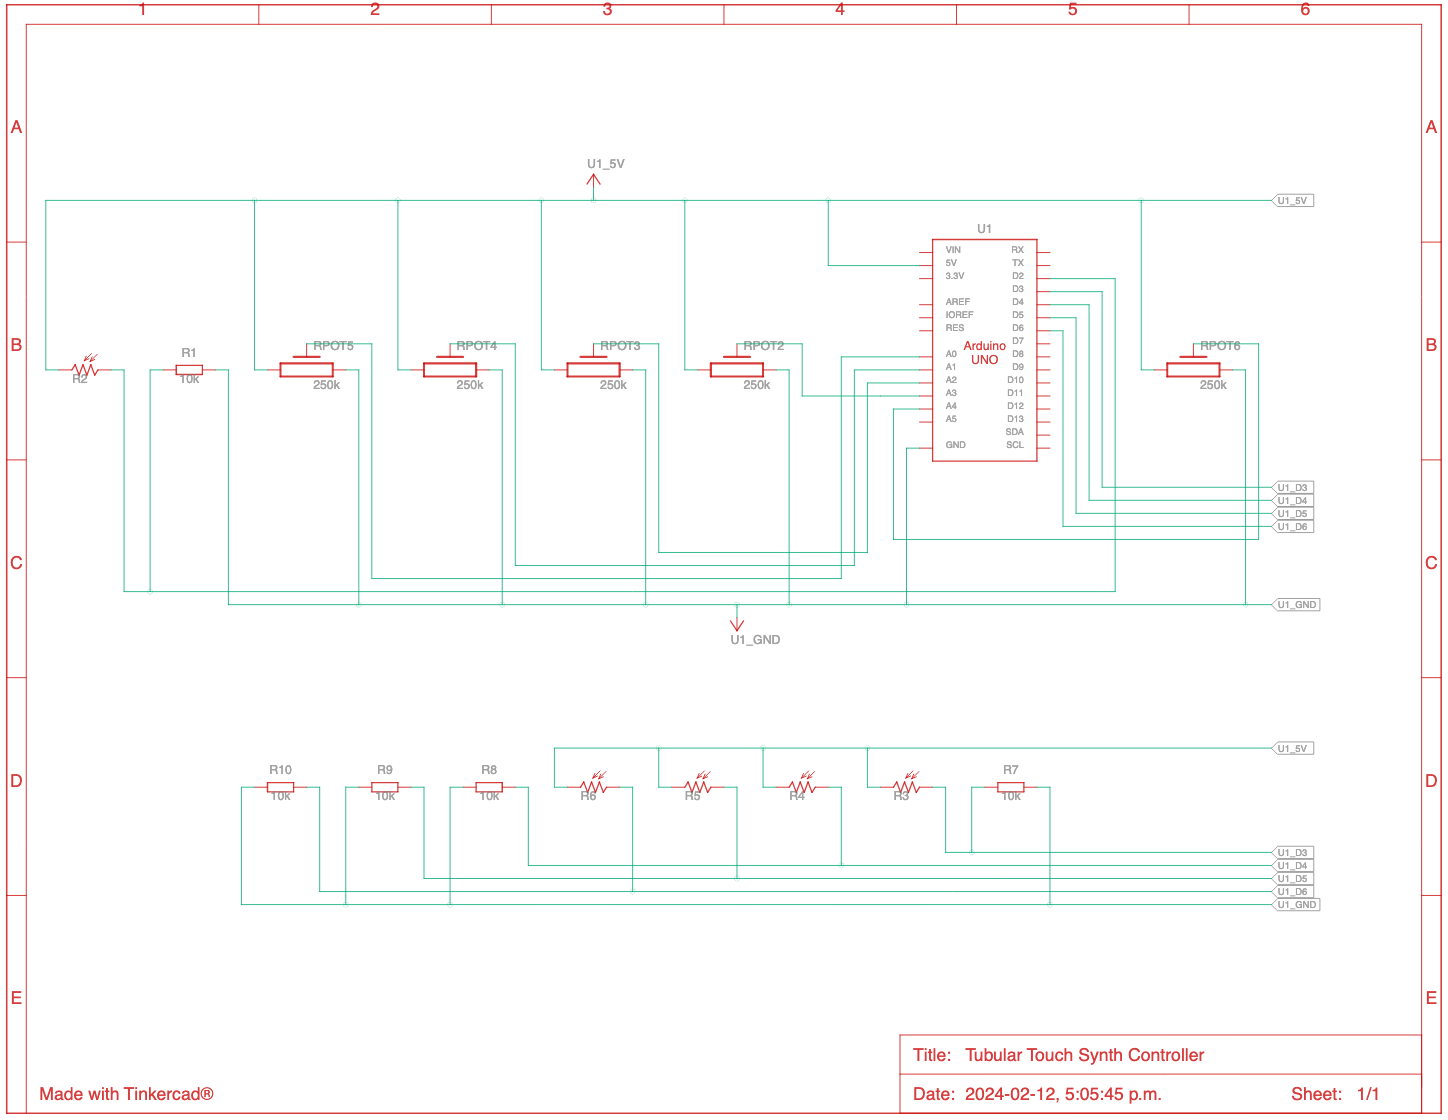 1 2 3 4 5 6
A A
U1_5V
U1_5V
U1
VIN RX
5V TX
3.3V D2
D3
AREF D4
IOREF D5
RES D6
D7
Arduino
UNO
A0 D8
A1 D9
A2 D10
A3 D11
A4 D12
A5 D13
SDA
GND SCL
B B
R2
R1
10k
RPOT5
250k
RPOT4
250k
RPOT3
250k
RPOT2
250k
RPOT6
250k
U1_D3
U1_D4
U1_D5
U1_D6
C C
U1_GND
U1_GND
U1_5V
D D
R10
10k
R9
10k
R8
10k
R6
R5
R4
R3
R7
10k
U1_D3
U1_D4
U1_D5
U1_D6
U1_GND
E E
Title: Tubular Touch Synth Controller
Made with Tinkercad®
Date: 2024-02-12, 5:05:45 p.m. Sheet: 1/1